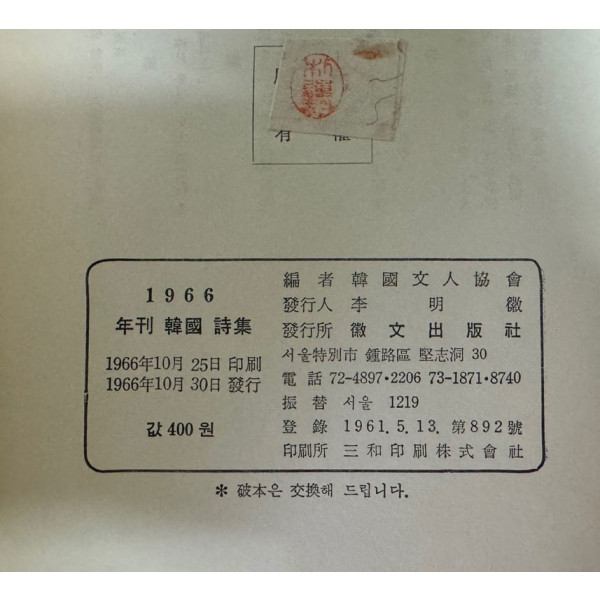 有 權
1966
年刊 韓國 詩集
1966年10月 25日 印刷
1966年10月 30日 發行
값 400 원
編者 韓國文人協會
發行人 李明徽
發行所 徽文出版社
서울特別市 鍾路區 堅志洞 30
電話 72-4897·2206 73-1871·8740
振替 서울 1219
登錄 1961. 5. 13. 第892號
印刷所 三和印刷株式會社
* 破本은 交換해 드립니다.